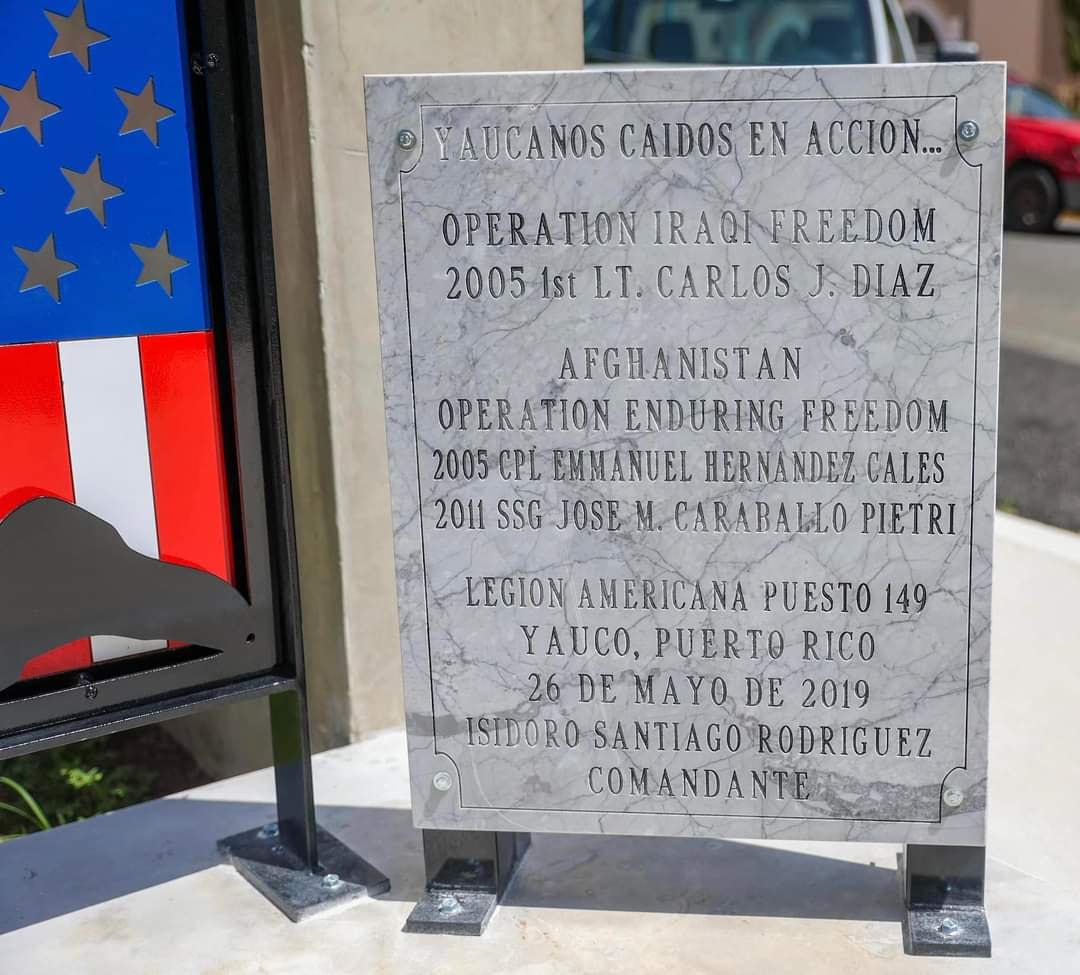 YAUCANOS CAIDOS EN ACCION...
OPERATION IRAQI FREEDOM
2005 1st LT. CARLOS J. DIAZ
AFGHANISTAN
OPERATION ENDURING FREEDOM
2005 CPL EMMANUEL HERNANDEZ CALES
2011 SSG JOSE M. CARABALLO PIETRI
LEGION AMERICANA PUESTO 149
YAUCO, PUERTO RICO
26 DE MAYO DE 2019
ISIDORO SANTIAGO RODRIGUEZ
COMANDANTE